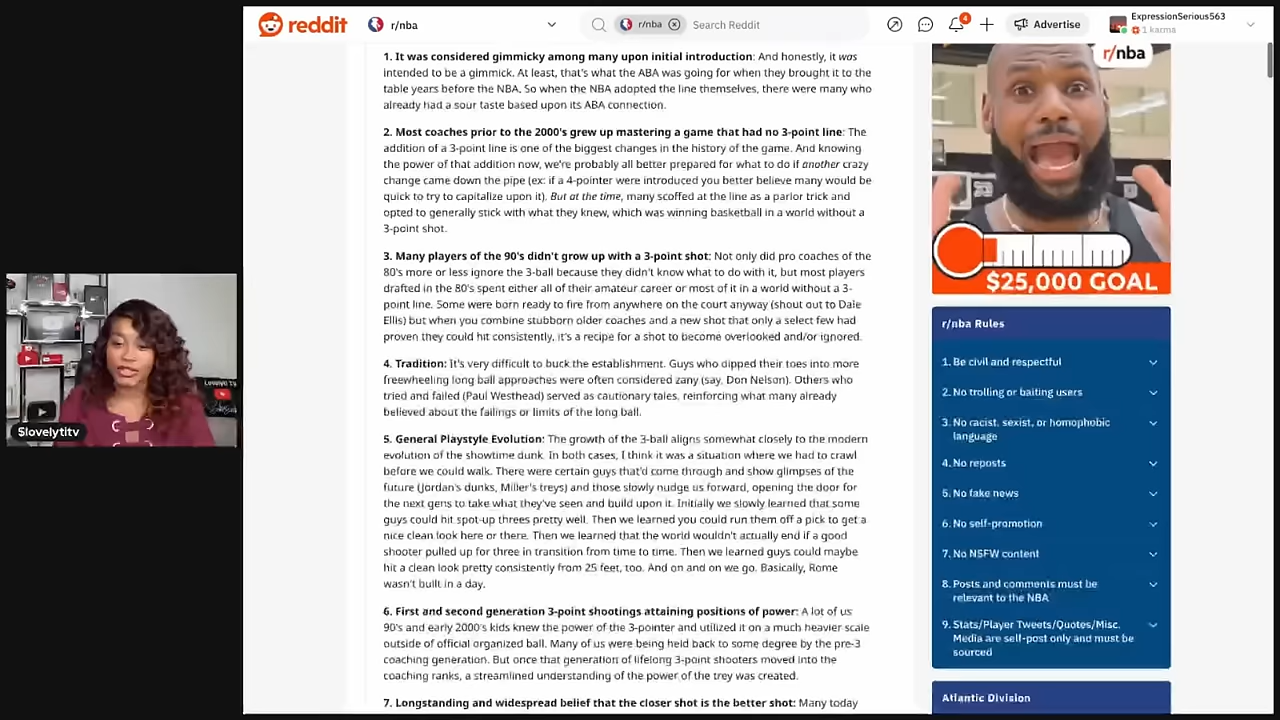 reddit
r/nba
r/nba
Search Reddit
4
Advertise
ExpressionSerious563
1 karma
1. It was considered gimmicky among many upon initial introduction: And honestly, it was
intended to be a gimmick. At least, that's what the ABA was going for when they brought it to the
table years before the NBA. So when the NBA adopted the line themselves, there were many who
already had a sour taste based upon its ABA connection.
2. Most coaches prior to the 2000's grew up mastering a game that had no 3-point line: The
addition of a 3-point line is one of the biggest changes in the history of the game. And knowing
the power of that addition now, we're probably all better prepared for what to do if another crazy
change came down the pipe (ex: if a 4-pointer were introduced you better believe many would be
quick to try to capitalize upon it). But at the time, many scoffed at the line as a parlor trick and
opted to generally stick with what they knew, which was winning basketball in a world without a
3-point shot.
3. Many players of the 90's didn't grow up with a 3-point shot: Not only did pro coaches of the
80's more or less ignore the 3-ball because they didn't know what to do with it, but most players
drafted in the 80's spent either all of their amateur career or most of it in a world without a 3-
point line. Some were born ready to fire from anywhere on the court anyway (shout out to Dale
Ellis) but when you combine stubborn older coaches and a new shot that only a select few had
proven they could hit consistently, it's a recipe for a shot to become overlooked and/or ignored.
4. Tradition: It's very difficult to buck the establishment. Guys who dipped their toes into more
freewheeling long ball approaches were often considered zany (say, Don Nelson). Others who
tried and failed (Paul Westhead) served as cautionary tales, reinforcing what many already
believed about the failings or limits of the long ball.
5. General Playstyle Evolution: The growth of the 3-ball aligns somewhat closely to the modern
evolution of the showtime dunk. In both cases, I think it was a situation where we had to crawl
before we could walk. There were certain guys that'd come through and show glimpses of the
future (Jordan's dunks, Miller's treys) and those slowly nudge us forward, opening the door for
the next gens to take what they've seen and build upon it. Initially we slowly learned that some
guys could hit spot-up threes pretty well. Then we learned you could run them off a pick to get a
nice clean look here or there. Then we learned that the world wouldn't actually end if a good
shooter pulled up for three in transition from time to time. Then we learned guys could maybe
hit a clean look pretty consistently from 25 feet, too. And on and on we go. Basically, Rome
wasn't built in a day.
6. First and second generation 3-point shootings attaining positions of power: A lot of us
90's and early 2000's kids knew the power of the 3-pointer and utilized it on a much heavier scale
outside of official organized ball. Many of us were being held back to some degree by the pre-3
coaching generation. But once that generation of lifelong 3-point shooters moved into the
coaching ranks, a streamlined understanding of the power of the trey was created.
7. Longstanding and widespread belief that the closer shot is the better shot: Many today
r/nba
$25,000 GOAL
r/nba Rules
1. Be civil and respectful
2. No trolling or baiting users
3. No racist, sexist, or homophobic
language
4. No reposts
5. No fake news
6. No self-promotion
7. No NSFW content
8. Posts and comments must be
relevant to the NBA
9. Stats/Player Tweets/Quotes/Misc.
Media are self-post only and must be
sourced
Atlantic Division
$lovelytitv